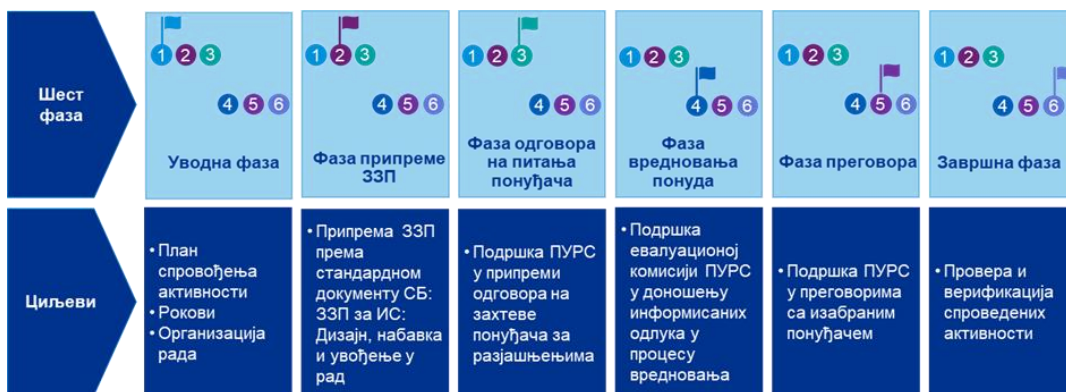 Шест
фаза
1 2 3
4 5 6
Уводна фаза
1 2 3
4 5 6
Фаза припреме
ЗЗП
1 2 3
4 5 6
Фаза одговора
на питања
понуђача
1 2 3
4 5 6
Фаза
вредновања
понуда
1 2 3
4 5 6
Фаза преговора
1 2 3
4 5 6
Завршна фаза
Циљеви
• План
спровођења
активности
• Рокови
• Организација
рада
• Припрема ЗЗП
према
стандардном
документу СБ:
ЗЗП за ИС: Дизајн,
набавка
и увођење у
рад
• Подршка ПУРС
у припреми
одговора на
захтеве
понуђача за
разјашњењима
• Подршка
евалуационој
комисији ПУРС
у доношењу
информисаних
одлука у
процесу
вредновања
• Подршка ПУРС
у преговорима
са изабраним
понуђачем
• Провера и
верификација
спроведених
активности